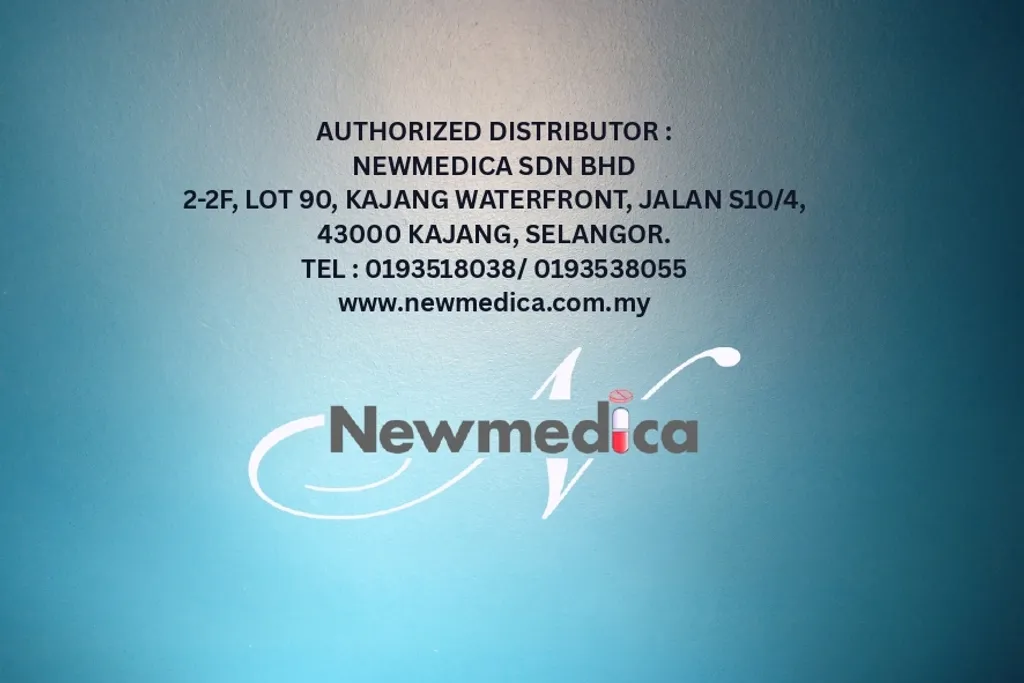 AUTHORIZED DISTRIBUTOR :
NEWMEDICA SDN BHD
2-2F, LOT 90, KAJANG WATERFRONT, JALAN S10/4,
43000 KAJANG, SELANGOR.
TEL : 0193518038/ 0193538055
www.newmedica.com.my
N
Newmedica